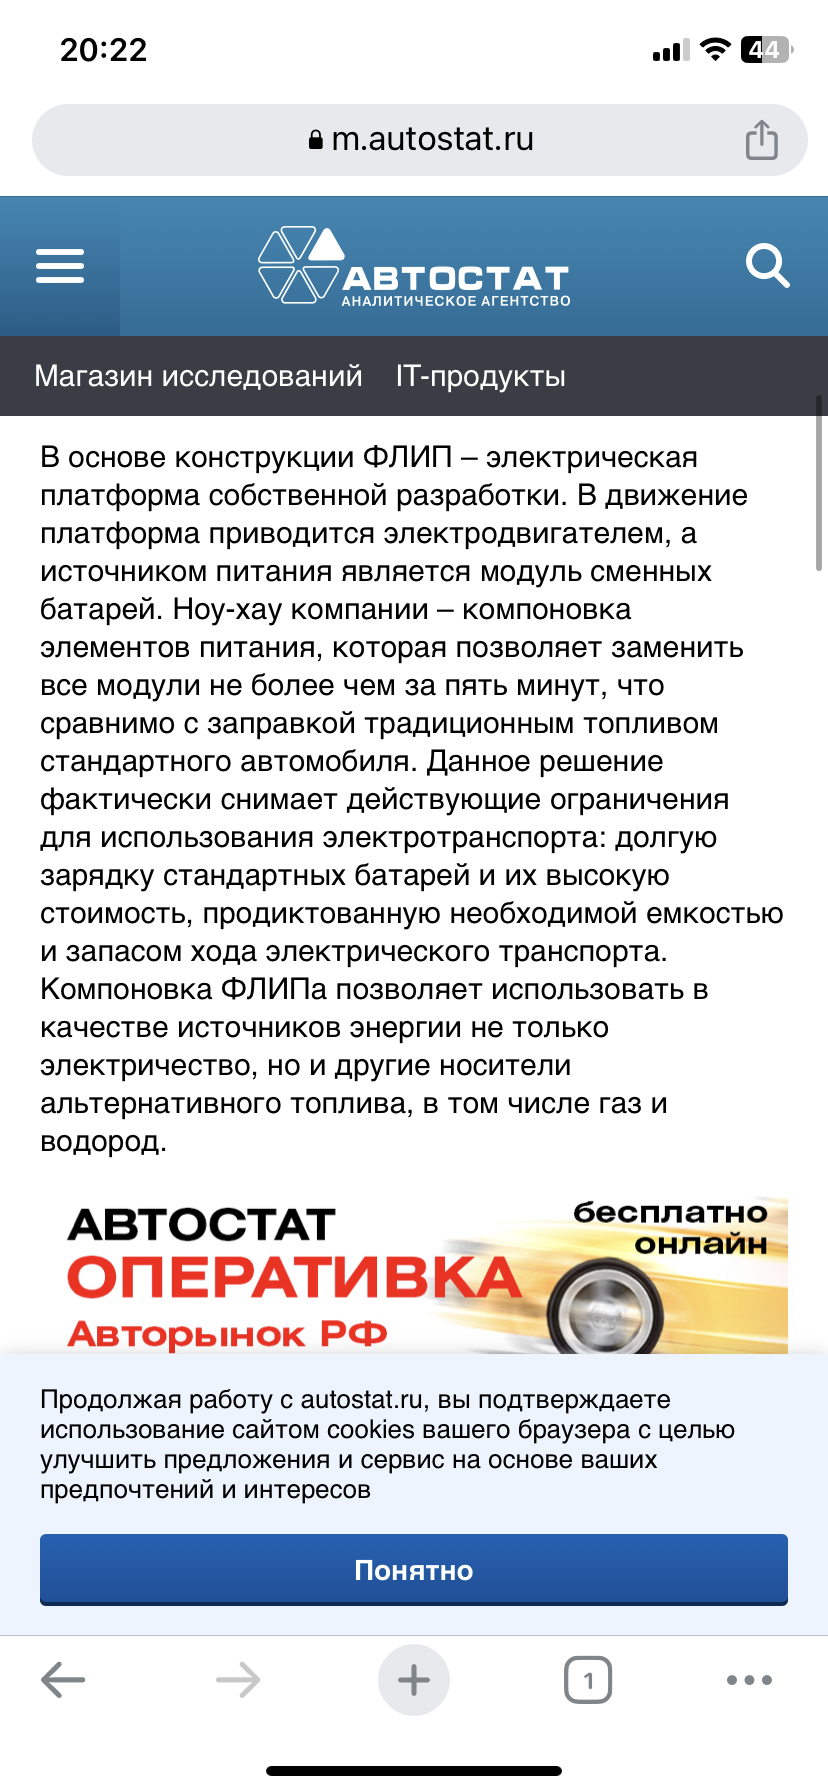 20:22
44
m.autostat.ru
АВТОСТАТ
АНАЛИТИЧЕСКОЕ АГЕНТСТВО
Магазин исследований IT-продукты
В основе конструкции ФЛИП – электрическая
платформа собственной разработки. В движение
платформа приводится электродвигателем, а
источником питания является модуль сменных
батарей. Ноу-хау компании – компоновка
элементов питания, которая позволяет заменить
все модули не более чем за пять минут, что
сравнимо с заправкой традиционным топливом
стандартного автомобиля. Данное решение
фактически снимает действующие ограничения
для использования электротранспорта: долгую
зарядку стандартных батарей и их высокую
стоимость, продиктованную необходимой емкостью
и запасом хода электрического транспорта.
Компоновка ФЛИПа позволяет использовать в
качестве источников энергии не только
электричество, но и другие носители
альтернативного топлива, в том числе газ и
водород.
АВТОСТАТ
ОПЕРАТИВКА
Авторынок РФ
бесплатно
онлайн
Продолжая работу с autostat.ru, вы подтверждаете
использование сайтом cookies вашего браузера с целью
улучшить предложения и сервис на основе ваших
предпочтений и интересов
Понятно
1